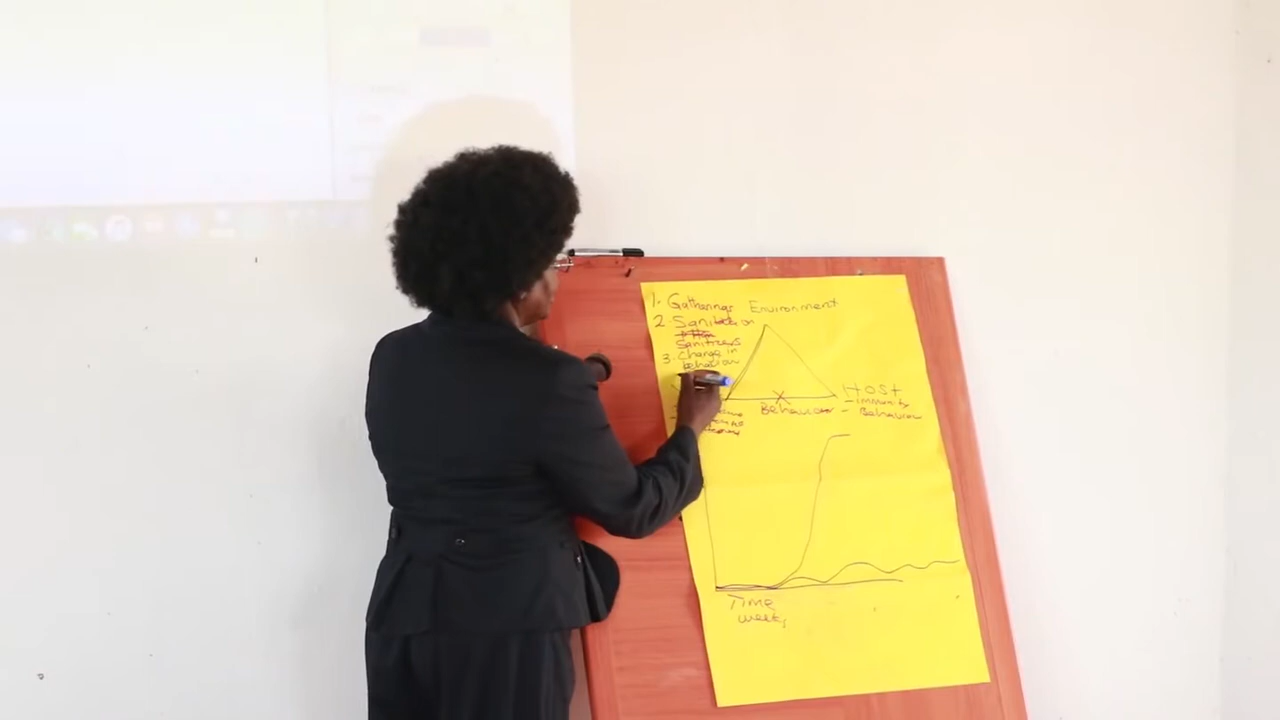 1. Gatherings Environment
2. Sanitation
Sanitizers
3. Change in
behaviour
HOST
- immunity
Behaviour - Behaviour
Time
weeks